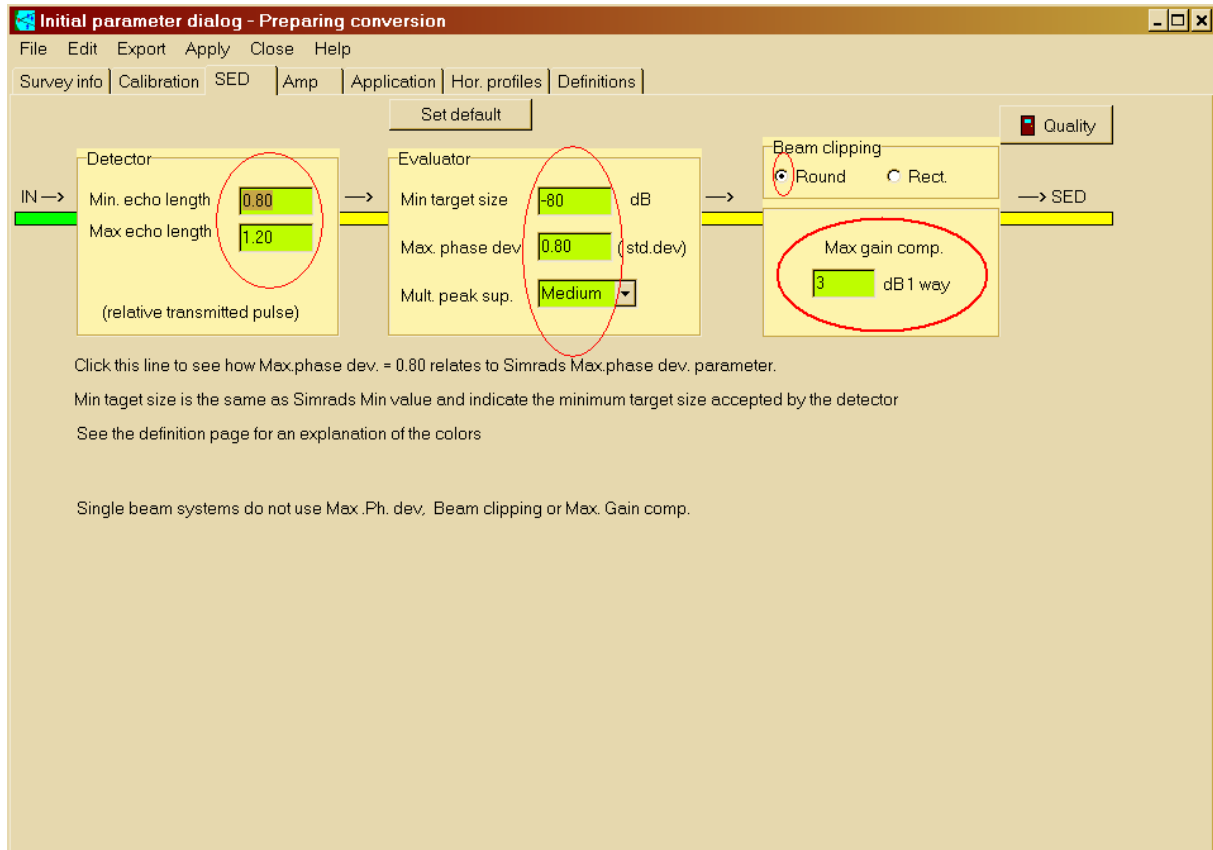 Initial parameter dialog - Preparing conversion
File Edit Export Apply Close Help
Survey info Calibration SED Amp Application Hor. profiles Definitions
Set default
Quality
Detector
Min. echo length 0.80
Max echo length 1.20
(relative transmitted pulse)
Evaluator
Min target size -80 dB
Max. phase dev 0.80 ( std.dev)
Mult. peak sup. Medium
Beam clipping
Round Rect.
Max gain comp.
3 dB 1 way
IN —> —> —> —> SED
Click this line to see how Max.phase dev. = 0.80 relates to Simrads Max.phase dev. parameter.
Min taget size is the same as Simrads Min value and indicate the minimum target size accepted by the detector
See the definition page for an explanation of the colors
Single beam systems do not use Max .Ph. dev, Beam clipping or Max. Gain comp.